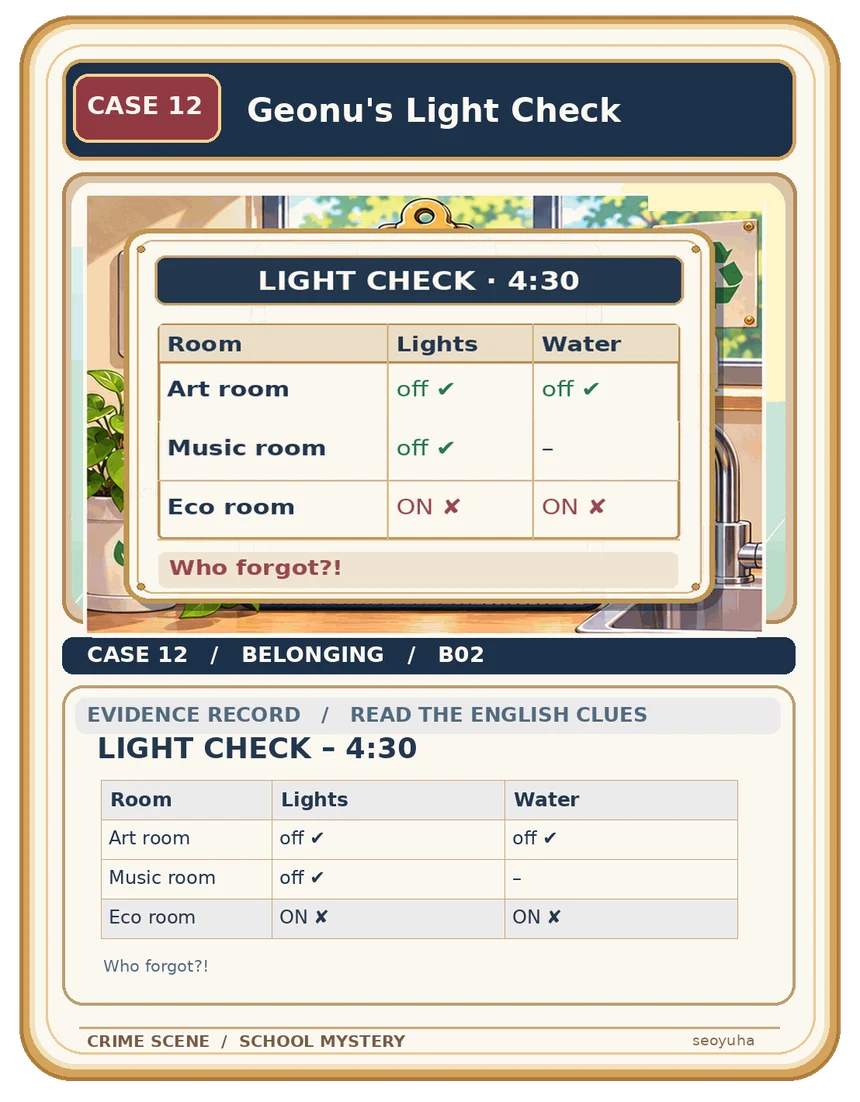 CASE 12
Geonu's Light Check
LIGHT CHECK · 4:30
Room Lights Water
Art room off ✔ off ✔
Music room off ✔ –
Eco room ON ✘ ON ✘
Who forgot?!
CASE 12 / BELONGING / B02
EVIDENCE RECORD / READ THE ENGLISH CLUES
LIGHT CHECK – 4:30
Room Lights Water
Art room off ✔ off ✔
Music room off ✔ –
Eco room ON ✘ ON ✘
Who forgot?!
CRIME SCENE / SCHOOL MYSTERY
seoyuha